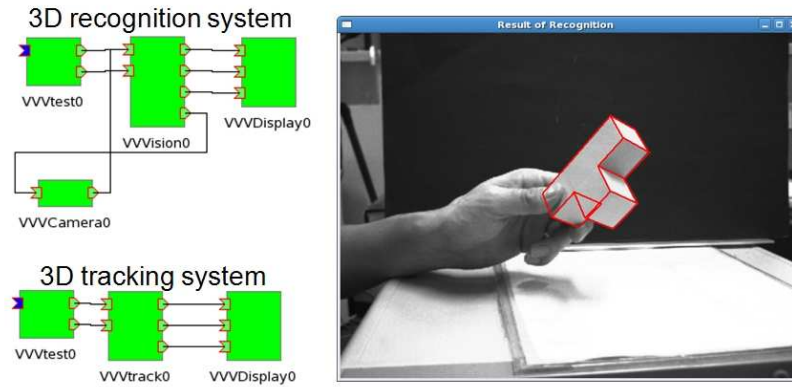 3D recognition system
VVVtest0
VVVision0
VVVDisplay0
VVVCamera0
3D tracking system
VVVtest0
VVVtrack0
VVVDisplay0
Result of Recognition